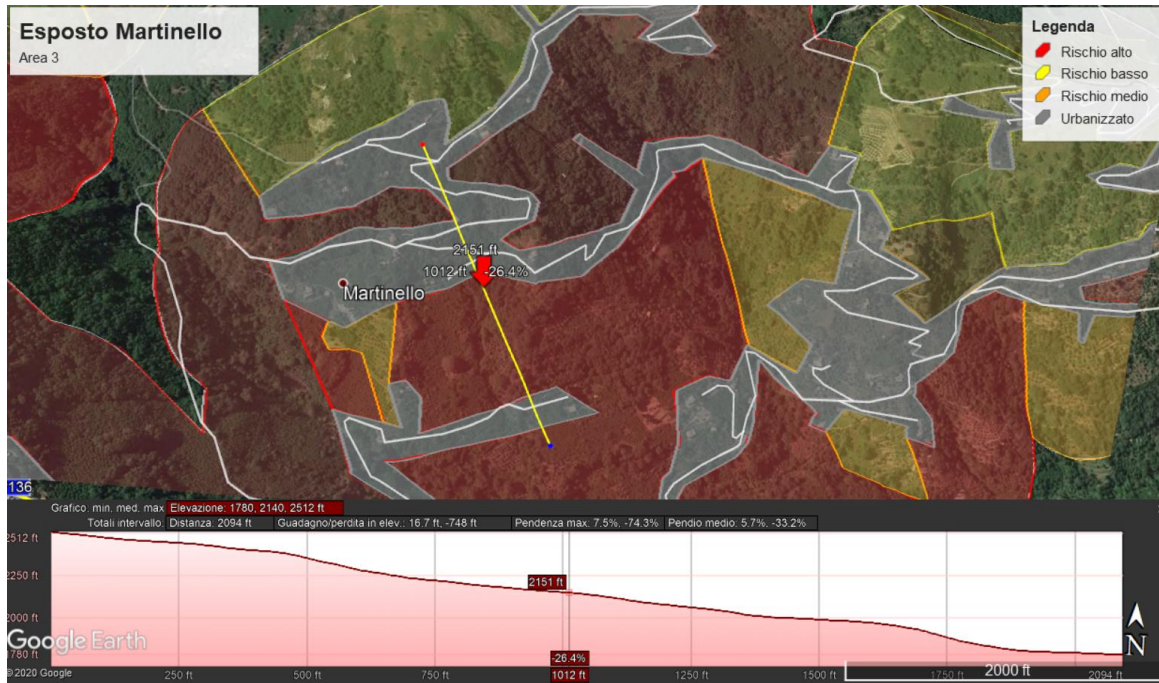 Esposto Martinello
Area 3
Legenda
Rischio alto
Rischio basso
Rischio medio
Urbanizzato
2151 ft
1012 ft
-26.4%
Martinello
136
Grafico: min. med. max Elevazione: 1780, 2140, 2512 ft
Totali intervallo: Distanza: 2094 ft Guadagno/perdita in elev.: 16.7 ft, -748 ft Pendenza max: 7.5%, -74.3% Pendio medio: 5.7%, -33.2%
2512 ft
2250 ft
2151 ft
2000 ft
Google Earth
N
1780 ft
-26.4%
© 2020 Google
250 ft 500 ft 750 ft 1012 ft 1250 ft 1500 ft 1750 ft 2094 ft
2000 ft